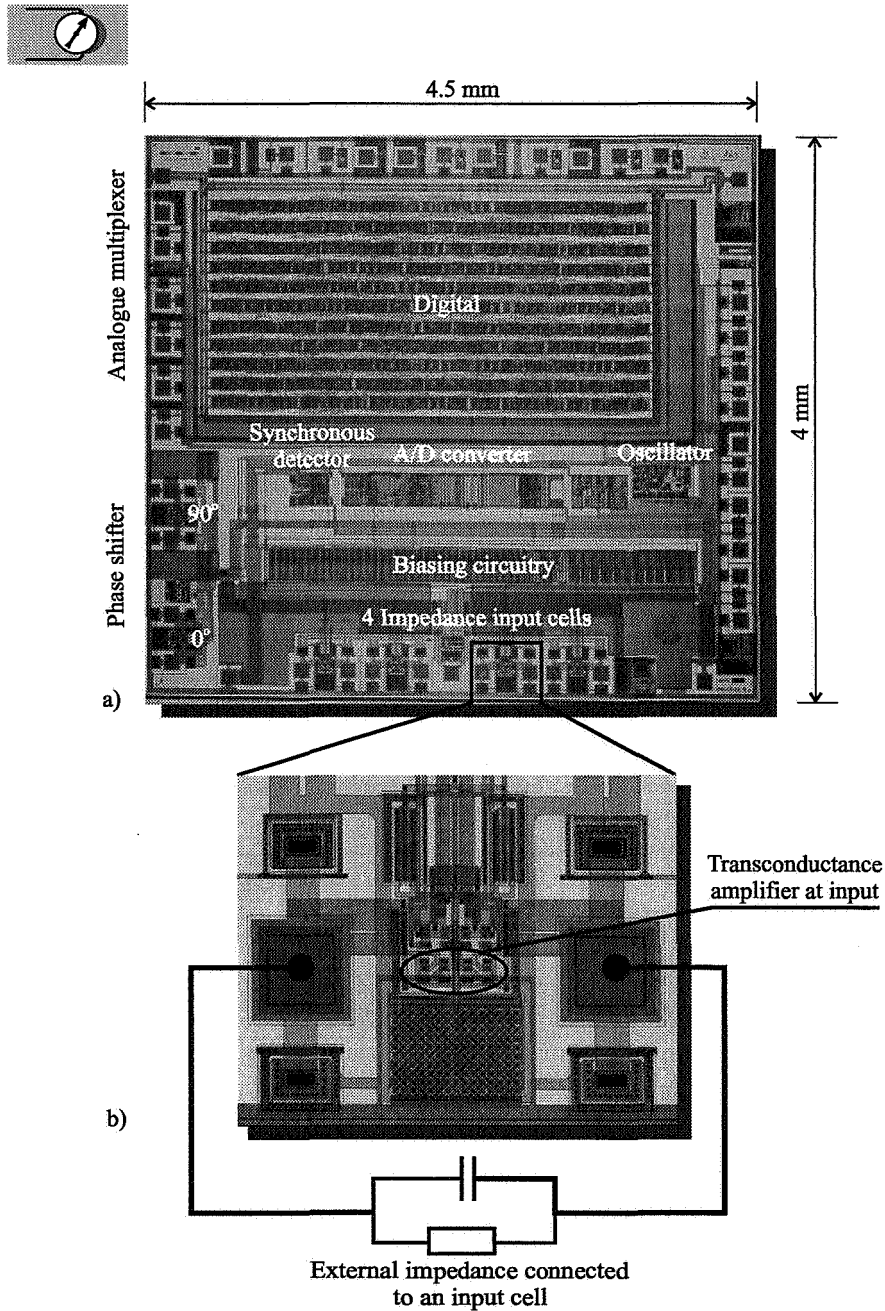 4.5 mm
Analogue multiplexer
Digital
4 mm
Synchronous
detector
A/D converter
Oscillator
Phase shifter
90°
Biasing circuitry
4 Impedance input cells
0°
a)
Transconductance
amplifier at input
b)
External impedance connected
to an input cell